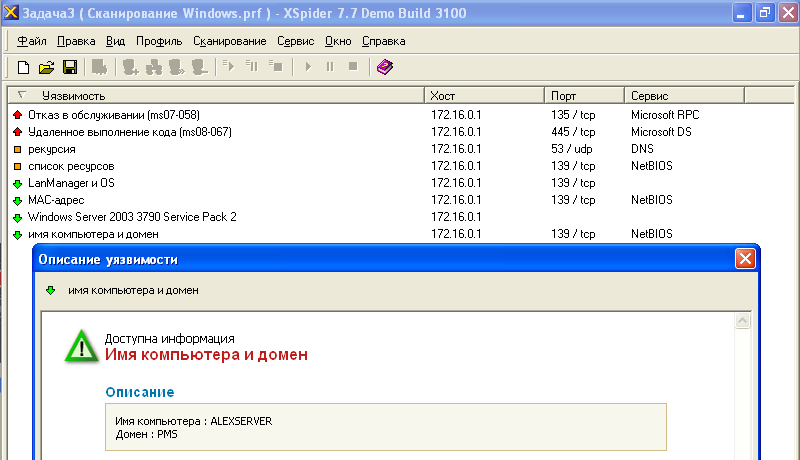 Задача3 ( Сканирование Windows.prf ) - XSpider 7.7 Demo Build 3100
Файл Правка Вид Профиль Сканирование Сервис Окно Справка
Уязвимость Хост Порт Сервис
Отказ в обслуживании (ms07-058) 172.16.0.1 135 / tcp Microsoft RPC
Удаленное выполнение кода (ms08-067) 172.16.0.1 445 / tcp Microsoft DS
рекурсия 172.16.0.1 53 / udp DNS
список ресурсов 172.16.0.1 139 / tcp NetBIOS
LanManager и OS 172.16.0.1 139 / tcp
MAC-адрес 172.16.0.1 139 / tcp NetBIOS
Windows Server 2003 3790 Service Pack 2 172.16.0.1
имя компьютера и домен 172.16.0.1 139 / tcp NetBIOS
Описание уязвимости
имя компьютера и домен
Доступна информация
Имя компьютера и домен
Описание
Имя компьютера : ALEXSERVER
Домен : PMS